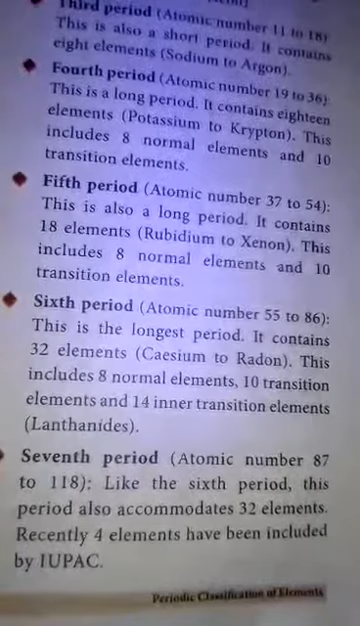 Third period (Atomic number 11 to 18)
This is also a short period. It contains
eight elements (Sodium to Argon).
Fourth period (Atomic number 19 to 36):
This is a long period. It contains eighteen
elements (Potassium to Krypton). This
includes 8 normal elements and 10
transition elements.
Fifth period (Atomic number 37 to 54):
This is also a long period. It contains
18 elements (Rubidium to Xenon). This
includes 8 normal elements and 10
transition elements.
Sixth period (Atomic number 55 to 86):
This is the longest period. It contains
32 elements (Caesium to Radon). This
includes 8 normal elements, 10 transition
elements and 14 inner transition elements
(Lanthanides).
Seventh period (Atomic number 87
to 118): Like the sixth period, this
period also accommodates 32 elements.
Recently 4 elements have been included
by IUPAC.
Periodic Classification of Elements